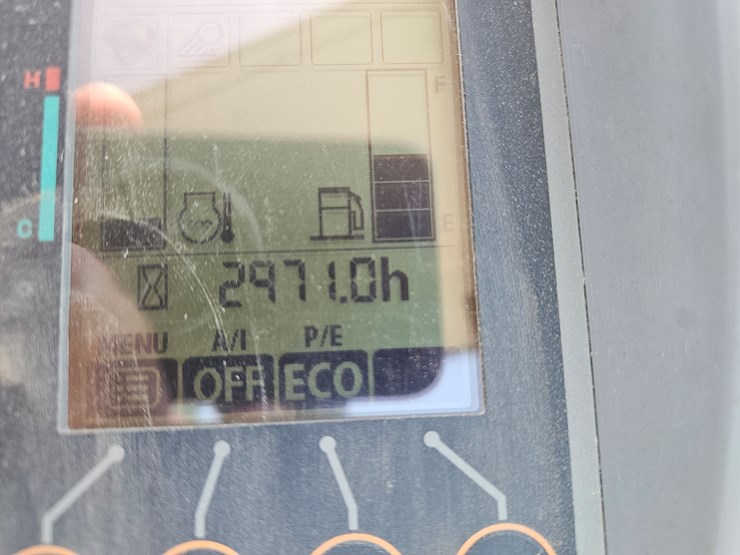 H
F
C
E
2971.0h
MENU A/I P/E
OFF ECO